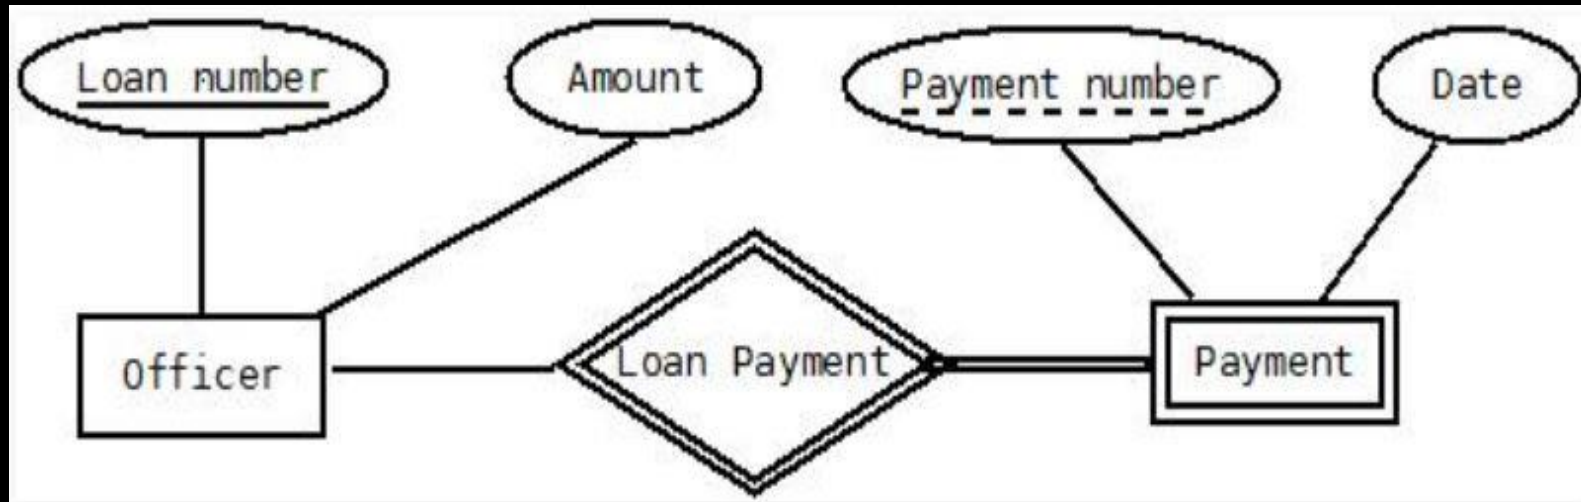 Loan number
Amount
Payment number
Date
Officer
Loan Payment
Payment